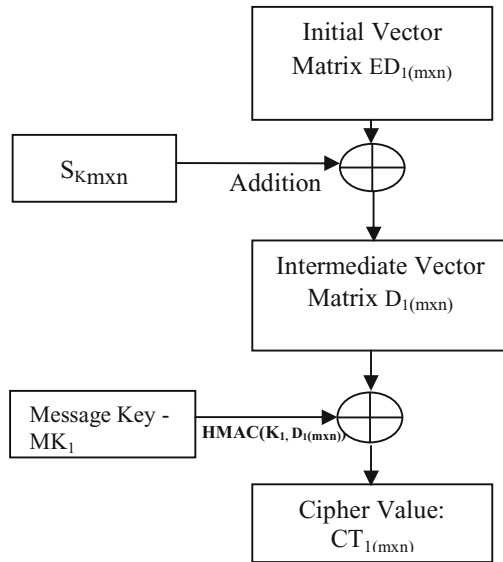 Initial Vector
Matrix ED1(mxn)
SKmxn
Addition
Intermediate Vector
Matrix D1(mxn)
Message Key -
MK1
HMAC(K1, D1(mxn))
Cipher Value:
CT1(mxn)